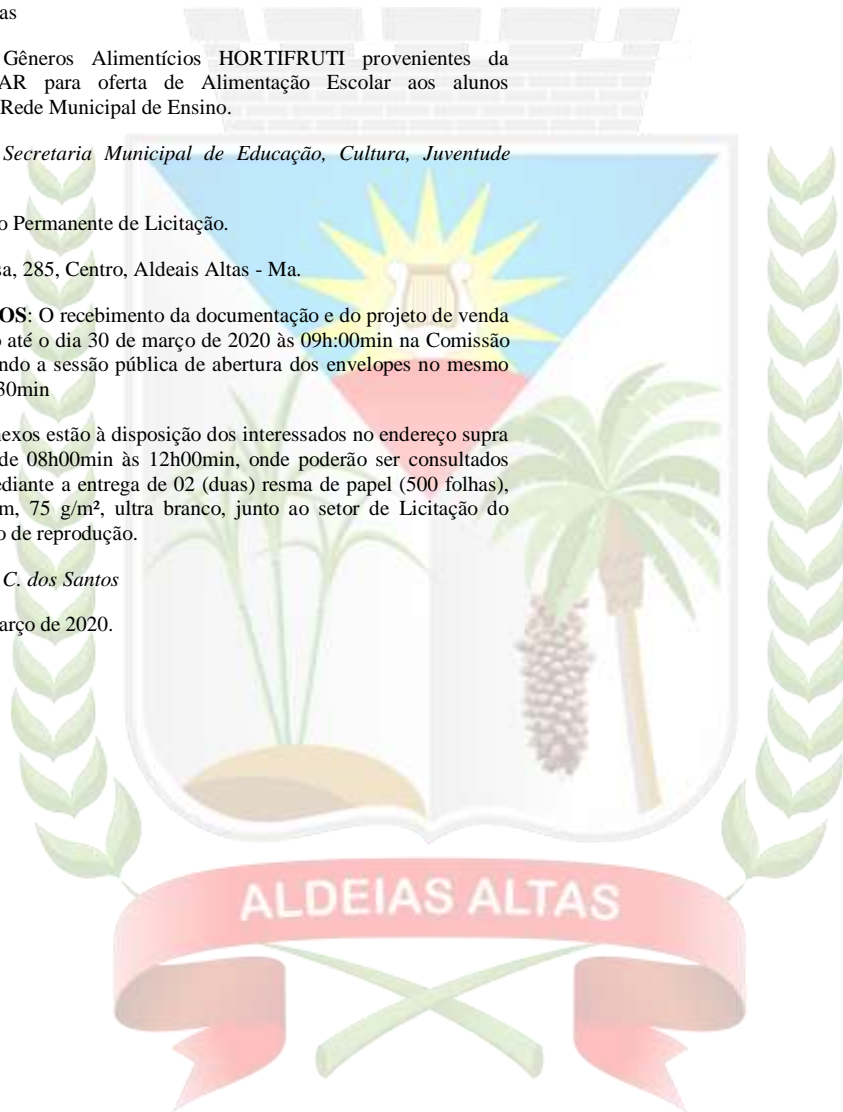 as
Gêneros Alimentícios HORTIFRUTI provenientes da
AR para oferta de Alimentação Escolar aos alunos
Rede Municipal de Ensino.
Secretaria Municipal de Educação, Cultura, Juventude
o Permanente de Licitação.
sa, 285, Centro, Aldeais Altas - Ma.
OS: O recebimento da documentação e do projeto de venda
o até o dia 30 de março de 2020 às 09h:00min na Comissão
ndo a sessão pública de abertura dos envelopes no mesmo
30min
exos estão à disposição dos interessados no endereço supra
de 08h00min às 12h00min, onde poderão ser consultados
ediante a entrega de 02 (duas) resma de papel (500 folhas),
m, 75 g/m², ultra branco, junto ao setor de Licitação do
o de reprodução.
C. dos Santos
arço de 2020.
ALDEIAS ALTAS